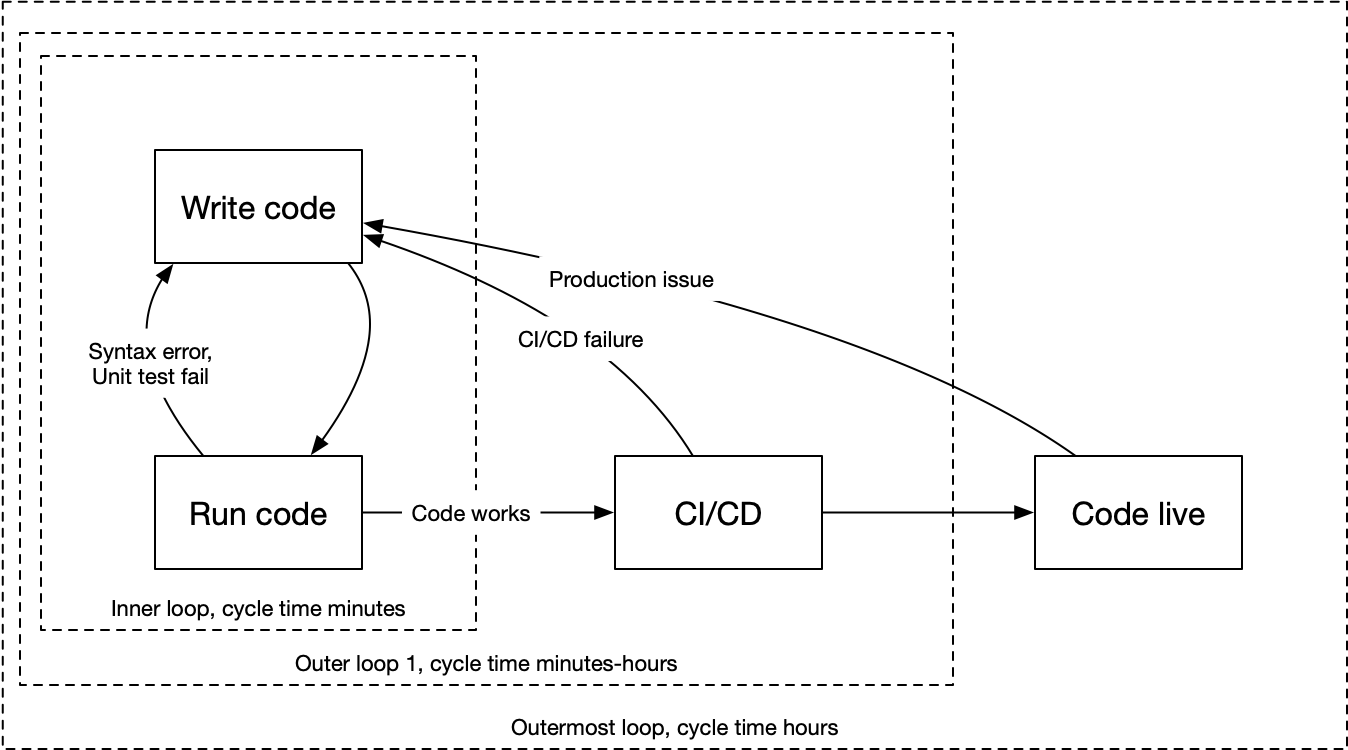 Write code
Production issue
CI/CD failure
Syntax error,
Unit test fail
Run code
Code works
CI/CD
Code live
Inner loop, cycle time minutes
Outer loop 1, cycle time minutes-hours
Outermost loop, cycle time hours